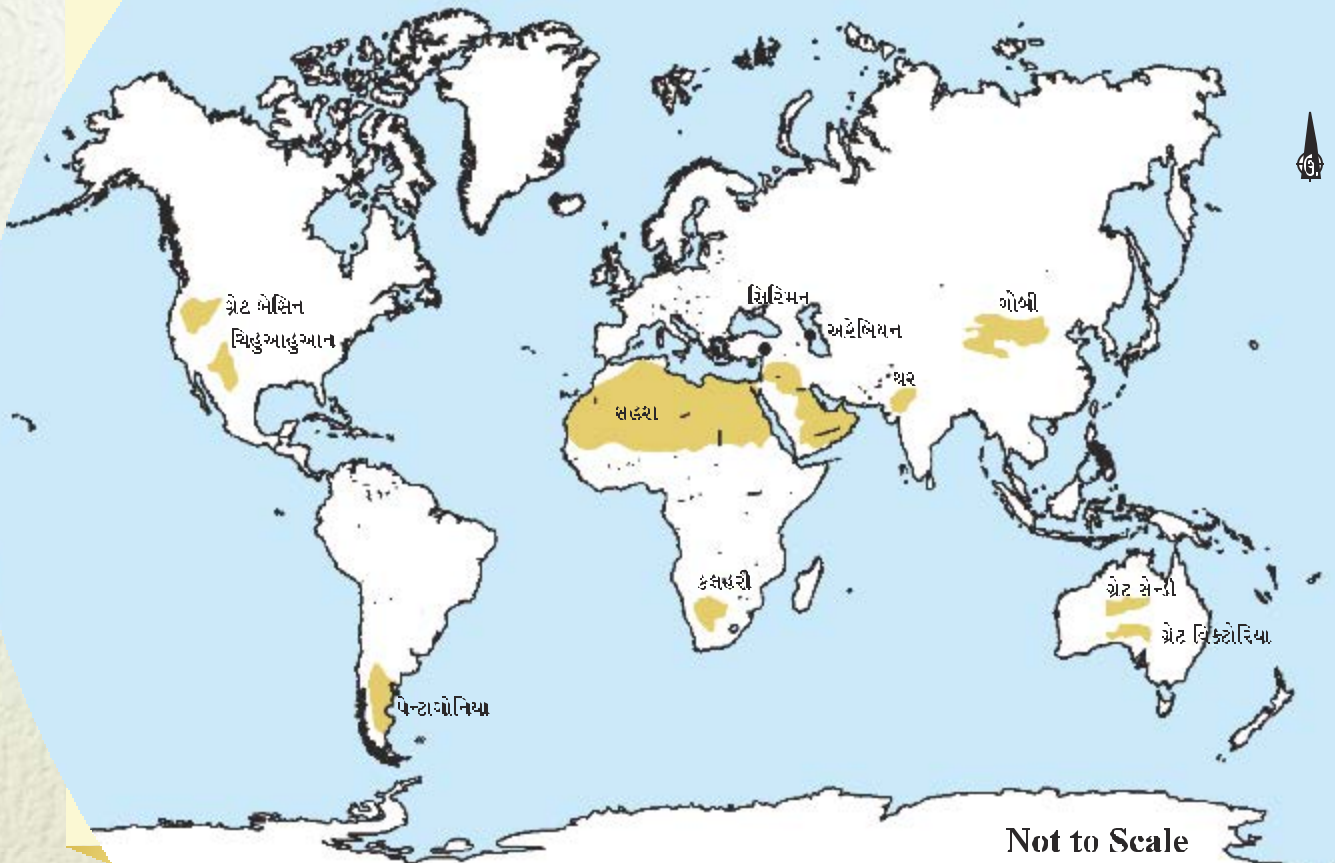 સિરિમન
ગોબી
ગ્રેટ બેસિન
અરેબિયન
ચિહુઆહુઆન
થર
સહરા
કલહરી
ગ્રેટ સેન્ડી
ગ્રેટ વિક્ટોરિયા
પેન્ટાગોનિયા
ઉ.
Not to Scale